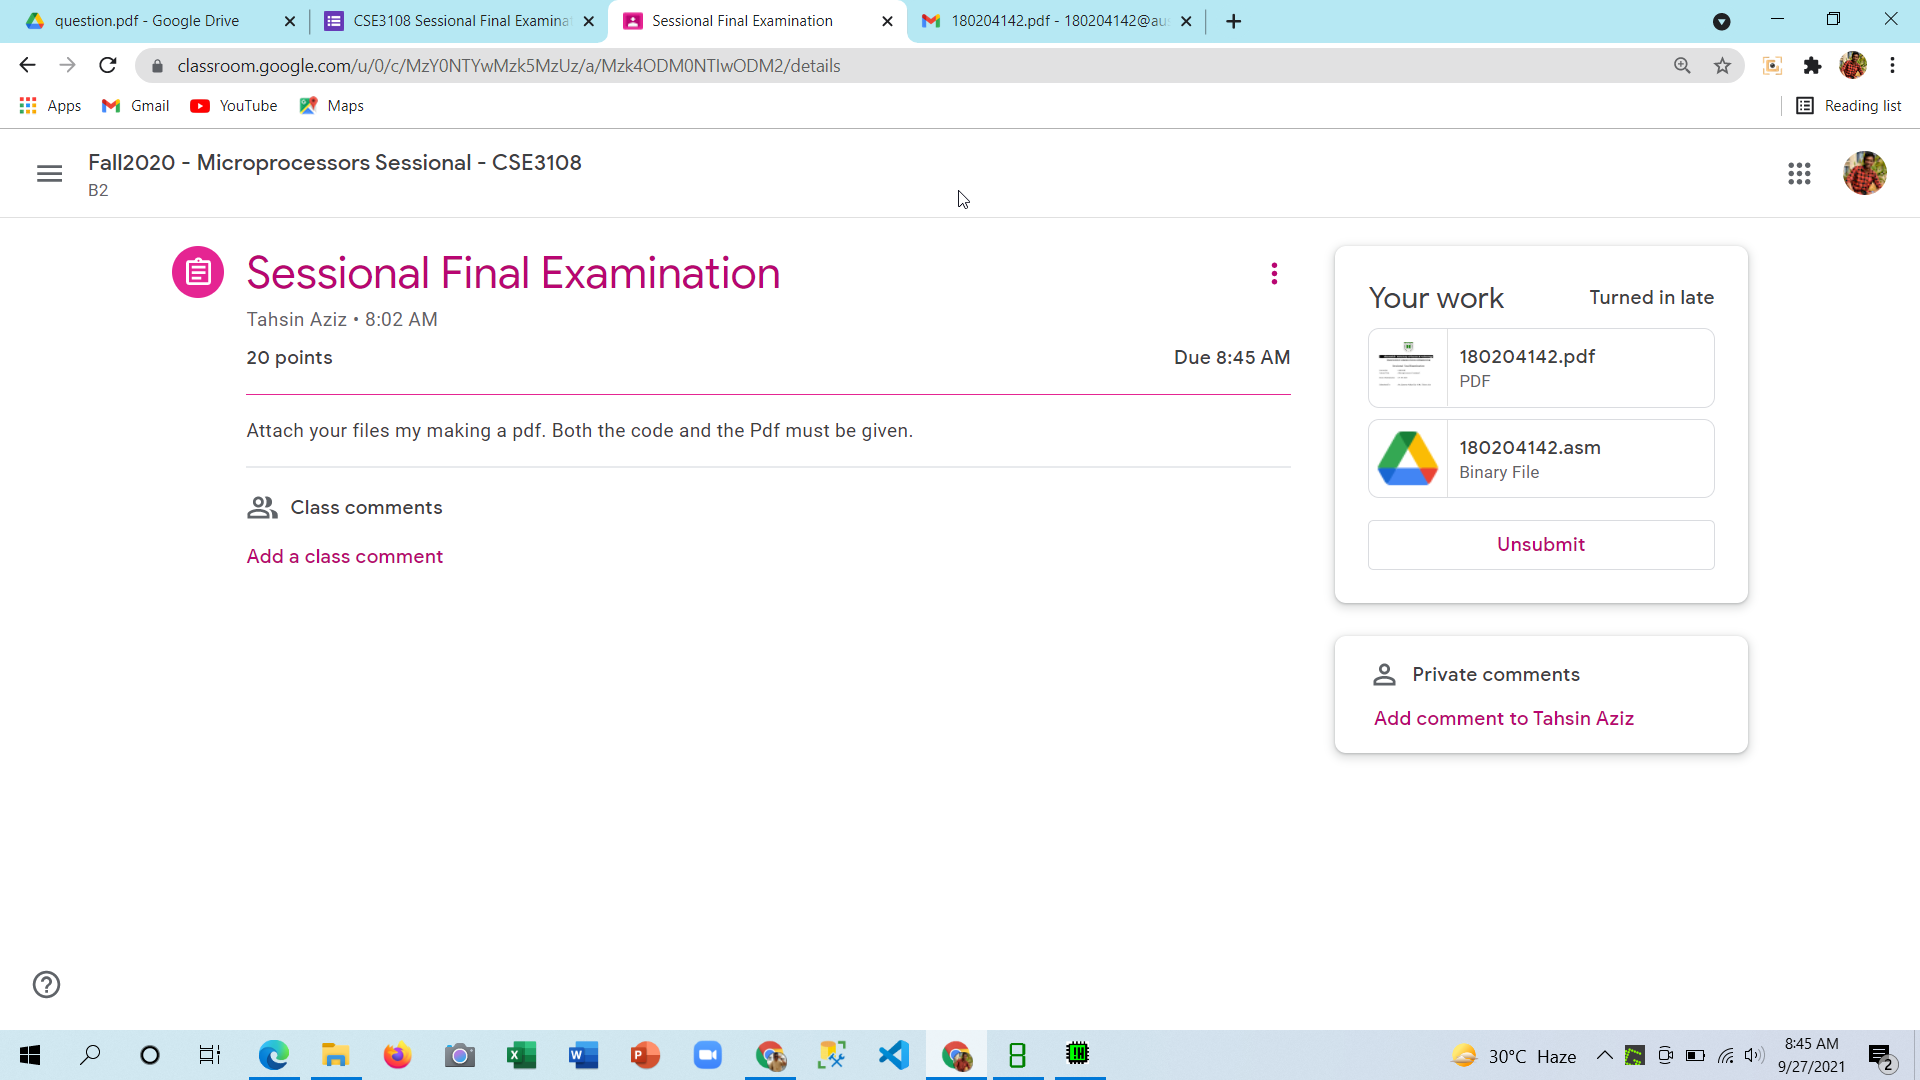 question.pdf - Google Drive
CSE3108 Sessional Final Examina
Sessional Final Examination
180204142.pdf - 180204142@au
classroom.google.com/u/0/c/MzY0NTYwMzk5MzUz/a/Mzk4ODM0NTIwODM2/details
Apps
Gmail
YouTube
Maps
Reading list
Fall2020 - Microprocessors Sessional - CSE3108
B2
Sessional Final Examination
Tahsin Aziz • 8:02 AM
20 points
Due 8:45 AM
Attach your files my making a pdf. Both the code and the Pdf must be given.
Class comments
Add a class comment
Your work
Turned in late
180204142.pdf
PDF
180204142.asm
Binary File
Unsubmit
Private comments
Add comment to Tahsin Aziz
30°C Haze
8:45 AM
9/27/2021
2